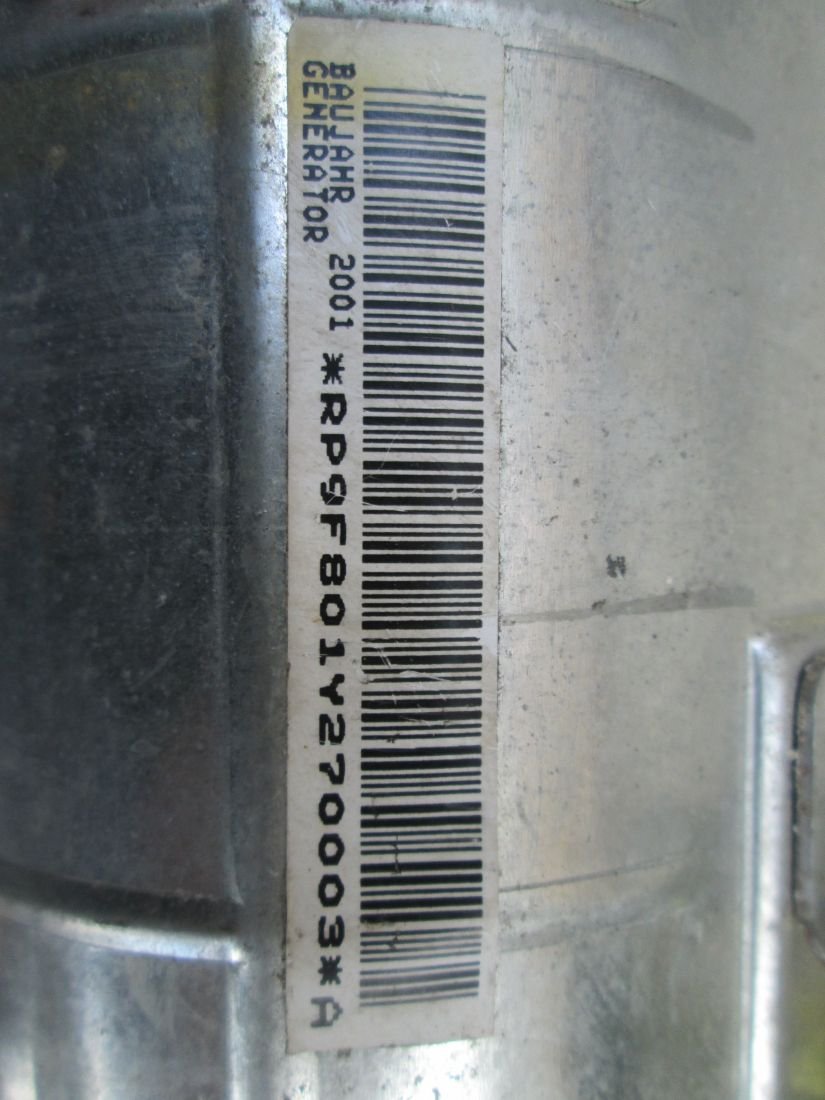 BAUJAHR 2001
GENERATOR *RP9F801Y270003*A